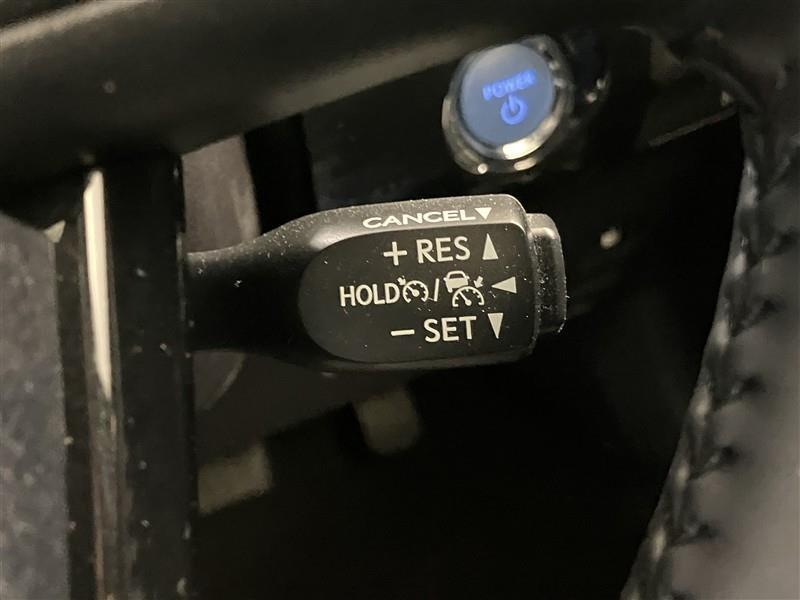 POWER
CANCEL▼
+ RES ▲
HOLD / ◀
− SET ▼